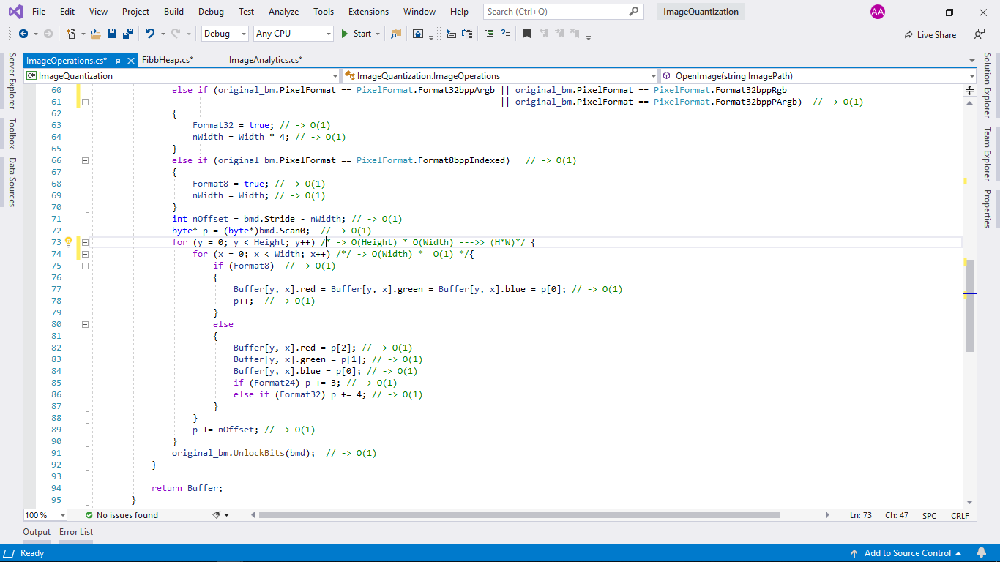 File Edit View Project Build Debug Test Analyze Tools Extensions Window Help Search (Ctrl+Q) ImageQuantization AA
Debug Any CPU Start Live Share
ImageOperations.cs* FibbHeap.cs* ImageAnalytics.cs*
C# ImageQuantization ImageQuantization.ImageOperations OpenImage(string ImagePath)
Server Explorer
Toolbox
Data Sources
60 else if (original_bm.PixelFormat == PixelFormat.Format32bppArgb || original_bm.PixelFormat == PixelFormat.Format32bppRgb
61 || original_bm.PixelFormat == PixelFormat.Format32bppPArgb) // -> O(1)
62 {
63 Format32 = true; // -> O(1)
64 nWidth = Width * 4; // -> O(1)
65 }
66 else if (original_bm.PixelFormat == PixelFormat.Format8bppIndexed) // -> O(1)
67 {
68 Format8 = true; // -> O(1)
69 nWidth = Width; // -> O(1)
70 }
71 int nOffset = bmd.Stride - nWidth; // -> O(1)
72 byte* p = (byte*)bmd.Scan0; // -> O(1)
73 for (y = 0; y < Height; y++) /* -> O(Height) * O(Width) --->> (H*W)*/ {
74 for (x = 0; x < Width; x++) /*/ -> O(Width) * O(1) */{
75 if (Format8) // -> O(1)
76 {
77 Buffer[y, x].red = Buffer[y, x].green = Buffer[y, x].blue = p[0]; // -> O(1)
78 p++; // -> O(1)
79 }
80 else
81 {
82 Buffer[y, x].red = p[2]; // -> O(1)
83 Buffer[y, x].green = p[1]; // -> O(1)
84 Buffer[y, x].blue = p[0]; // -> O(1)
85 if (Format24) p += 3; // -> O(1)
86 else if (Format32) p += 4; // -> O(1)
87 }
88 }
89 p += nOffset; // -> O(1)
90 }
91 original_bm.UnlockBits(bmd); // -> O(1)
92 }
93
94 return Buffer;
95 }
Solution Explorer
Team Explorer
Properties
100 % No issues found Ln: 73 Ch: 47 SPC CRLF
Output Error List
Ready Add to Source Control